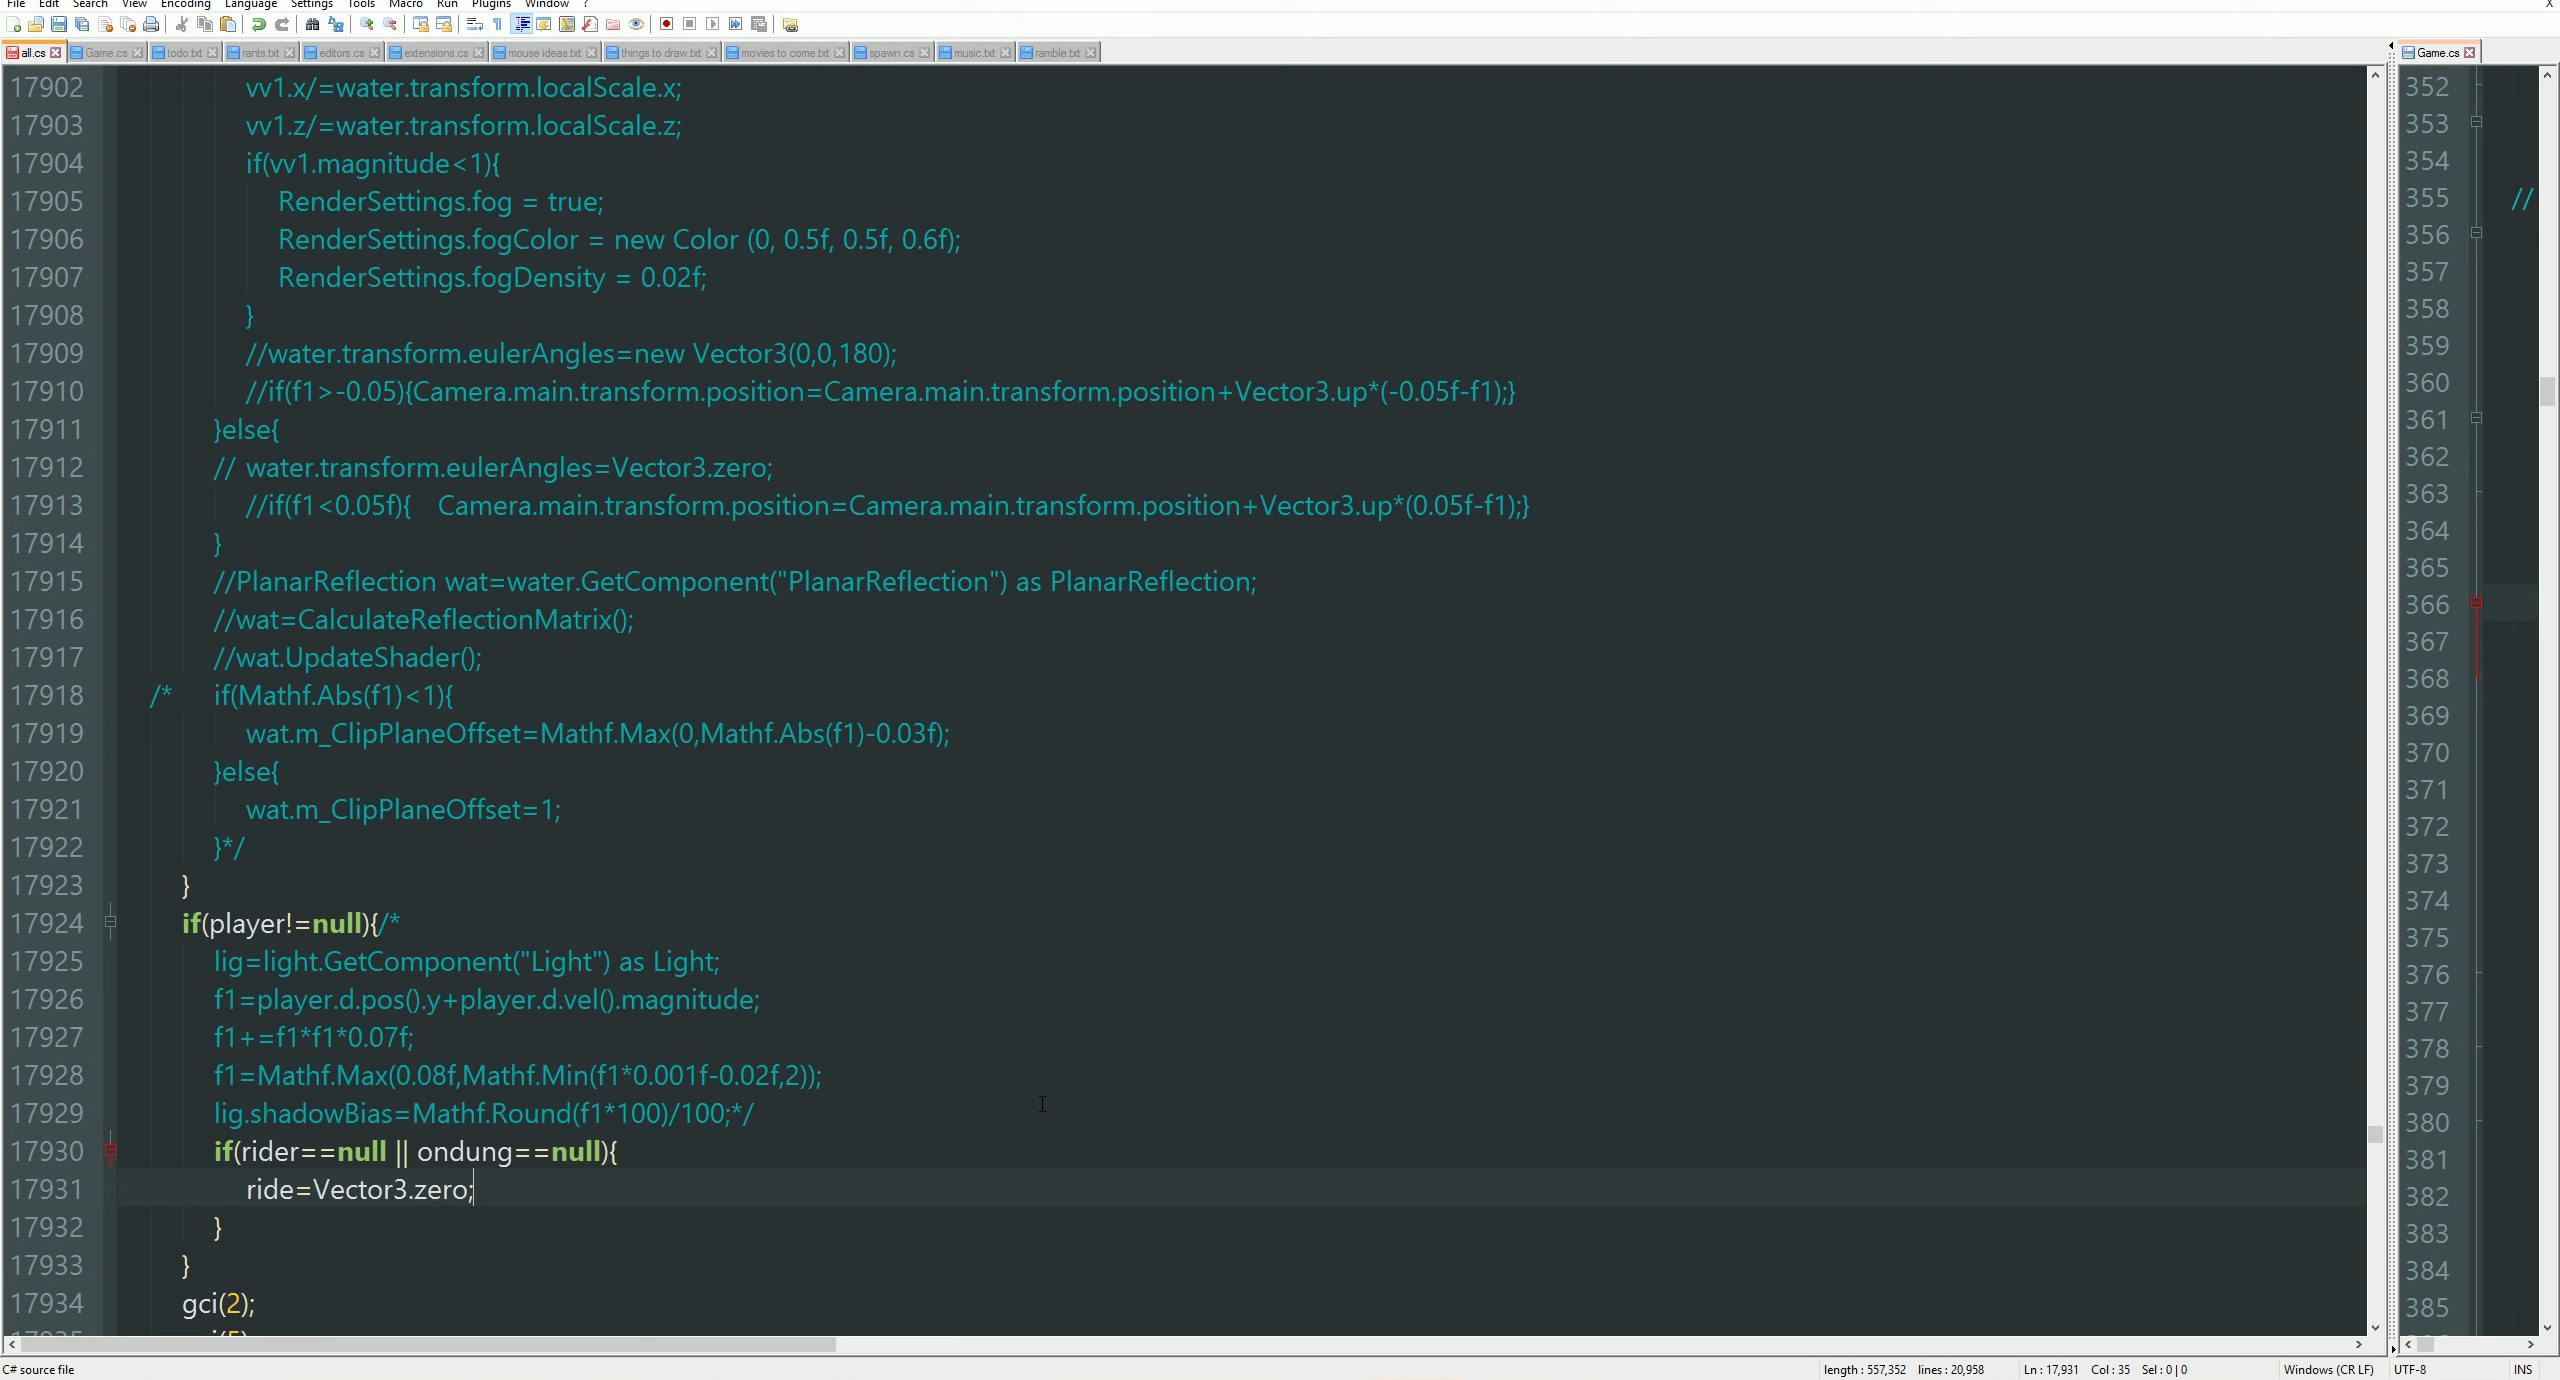 File Edit Search View Encoding Language Settings Tools Macro Run Plugins Window ? X
all.cs Game.cs todo.txt rants.txt editors.cs extensions.cs mouse ideas.txt things to draw.txt movies to come.txt spawn.cs music.txt ramble.txt
17902 vv1.x/=water.transform.localScale.x;
17903 vv1.z/=water.transform.localScale.z;
17904 if(vv1.magnitude<1){
17905 RenderSettings.fog = true;
17906 RenderSettings.fogColor = new Color (0, 0.5f, 0.5f, 0.6f);
17907 RenderSettings.fogDensity = 0.02f;
17908 }
17909 //water.transform.eulerAngles=new Vector3(0,0,180);
17910 //if(f1>-0.05){Camera.main.transform.position=Camera.main.transform.position+Vector3.up*(-0.05f-f1);}
17911 }else{
17912 // water.transform.eulerAngles=Vector3.zero;
17913 //if(f1<0.05f){ Camera.main.transform.position=Camera.main.transform.position+Vector3.up*(0.05f-f1);}
17914 }
17915 //PlanarReflection wat=water.GetComponent("PlanarReflection") as PlanarReflection;
17916 //wat=CalculateReflectionMatrix();
17917 //wat.UpdateShader();
17918 /* if(Mathf.Abs(f1)<1){
17919 wat.m_ClipPlaneOffset=Mathf.Max(0,Mathf.Abs(f1)-0.03f);
17920 }else{
17921 wat.m_ClipPlaneOffset=1;
17922 }*/
17923 }
17924 if(player!=null){/*
17925 lig=light.GetComponent("Light") as Light;
17926 f1=player.d.pos().y+player.d.vel().magnitude;
17927 f1+=f1*f1*0.07f;
17928 f1=Mathf.Max(0.08f,Mathf.Min(f1*0.001f-0.02f,2));
17929 lig.shadowBias=Mathf.Round(f1*100)/100;*/
17930 if(rider==null || ondung==null){
17931 ride=Vector3.zero;
17932 }
17933 }
17934 gci(2);
Game.cs
352
353
354
355 //
356
357
358
359
360
361
362
363
364
365
366
367
368
369
370
371
372
373
374
375
376
377
378
379
380
381
382
383
384
385
C# source file length : 557,352 lines : 20,958 Ln : 17,931 Col : 35 Sel : 0 | 0 Windows (CR LF) UTF-8 INS